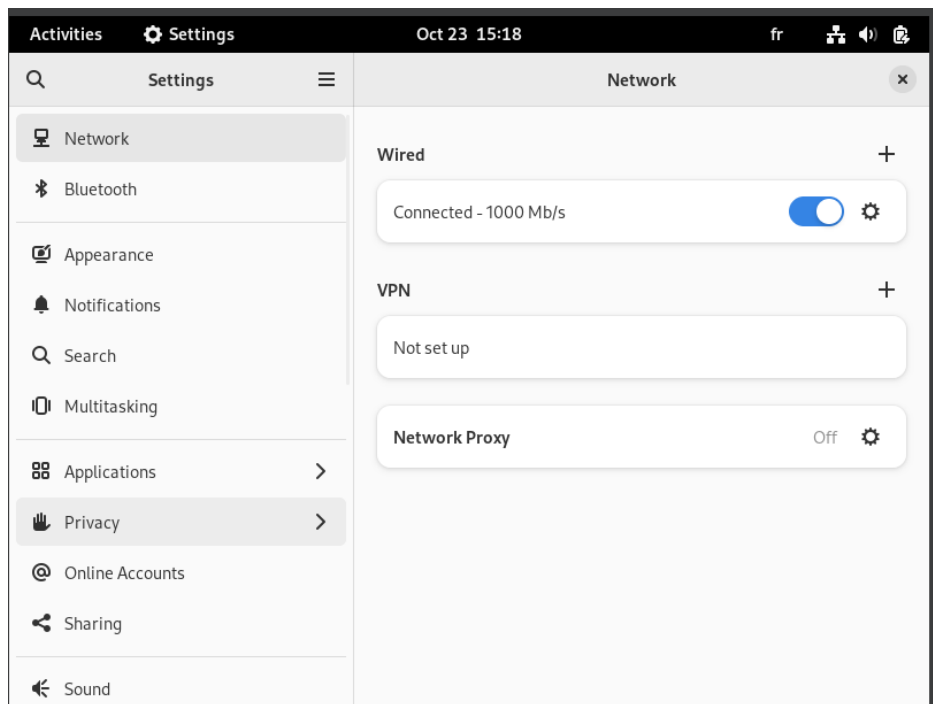 Activities Settings Oct 23 15:18 fr
Settings
Network
Network
Bluetooth
Appearance
Notifications
Search
Multitasking
Applications
Privacy
Online Accounts
Sharing
Sound
Wired
Connected - 1000 Mb/s
VPN
Not set up
Network Proxy Off